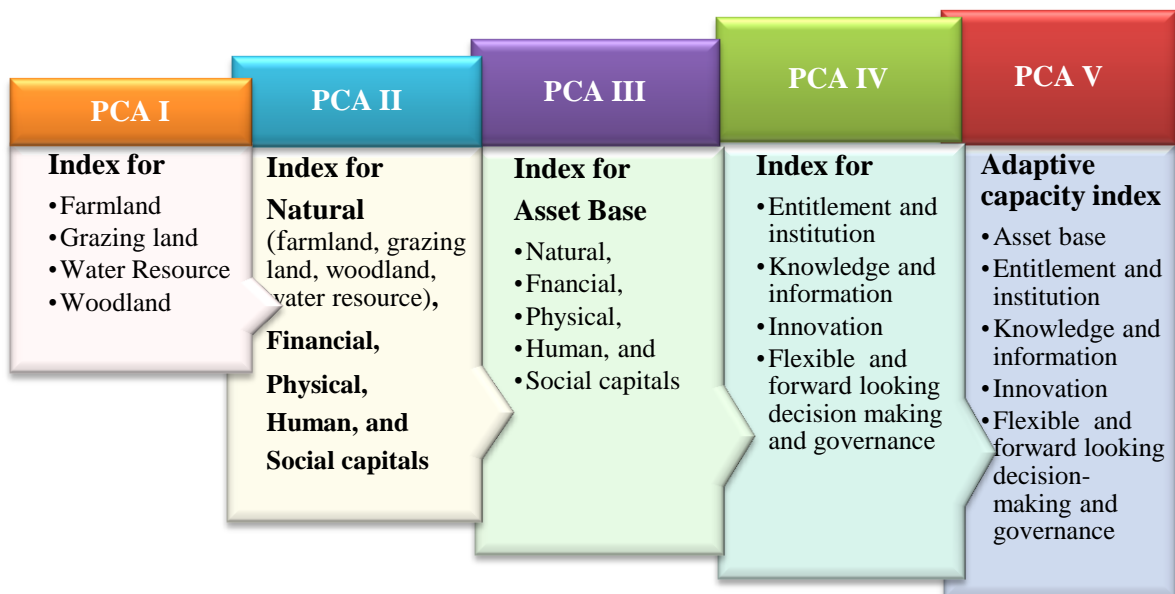 PCA I
Index for
•Farmland
•Grazing land
•Water Resource
•Woodland
PCA II
Index for
Natural
(farmland, grazing
land, woodland,
water resource),
Financial,
Physical,
Human, and
Social capitals
PCA III
Index for
Asset Base
•Natural,
•Fnancial,
•Physical,
•Human, and
•Social capitals
PCA IV
Index for
•Entitlement and
institution
•Knowledge and
information
•Innovation
•Flexible and
forward looking
decision making
and governance
PCA V
Adaptive
capacity index
•Asset base
•Entitlement and
institution
•Knowledge and
information
•Innovation
•Flexible and
forward looking
decision-
making and
governance